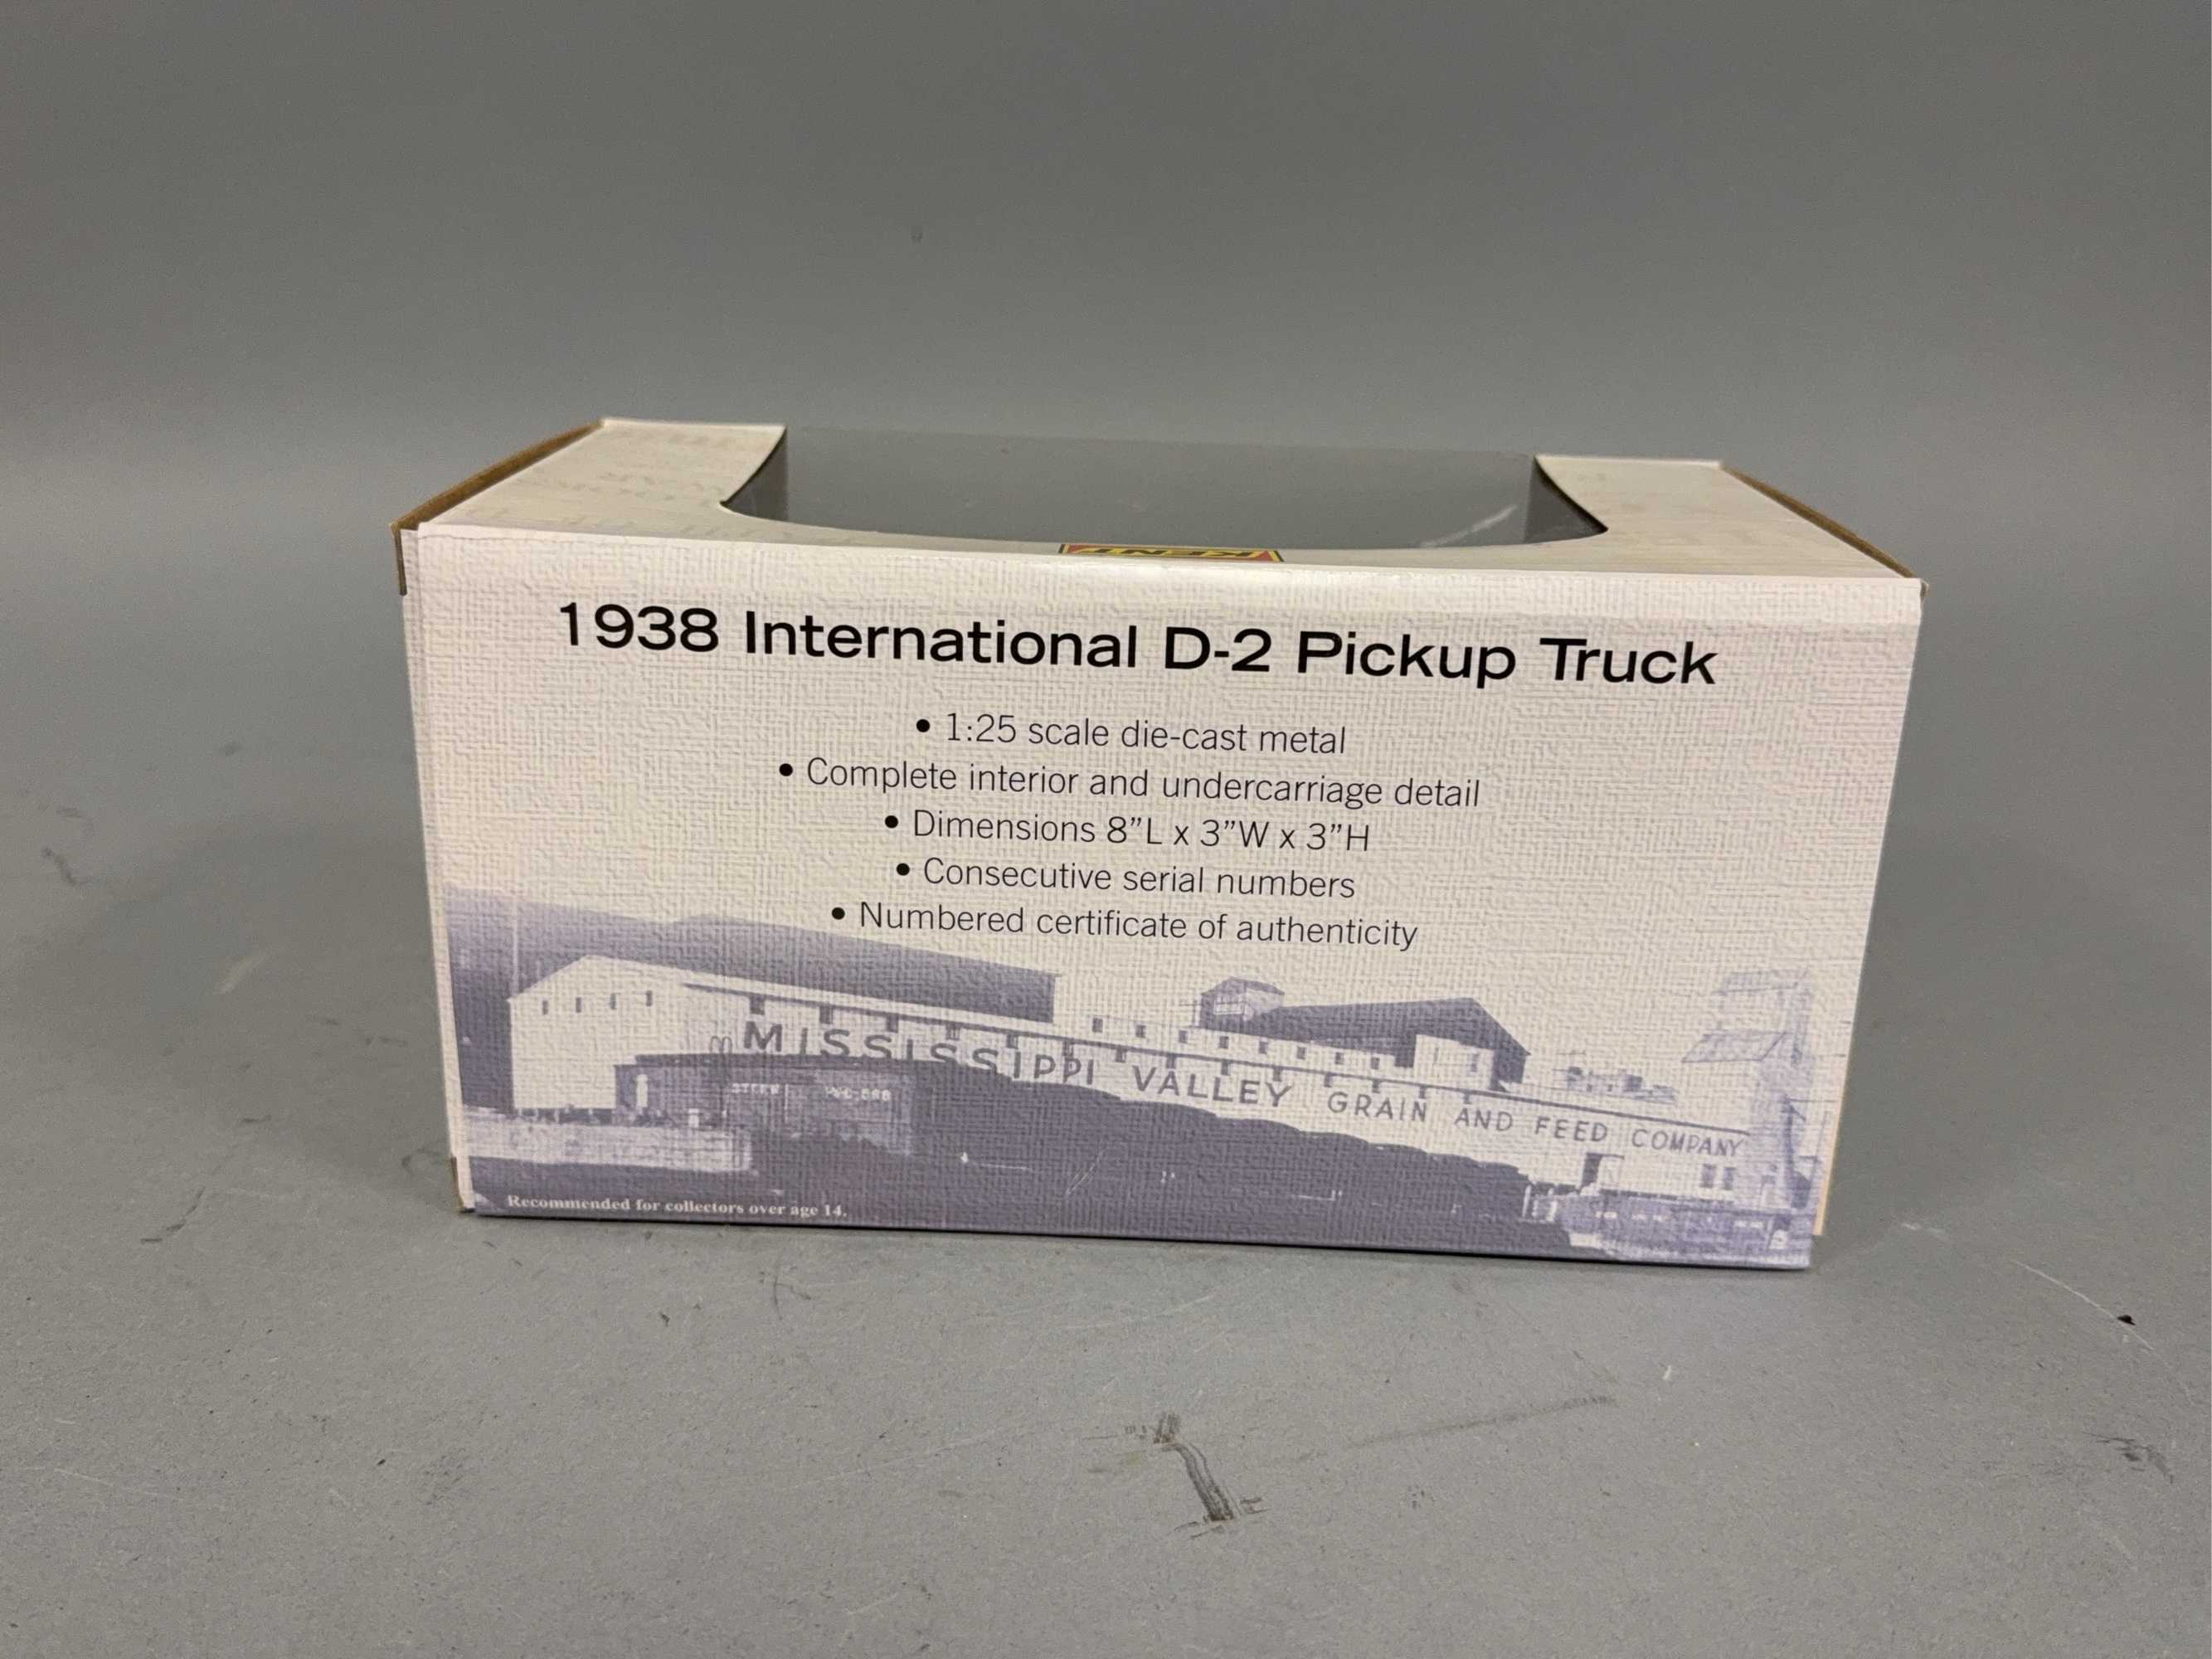 KENT
1938 International D-2 Pickup Truck
• 1:25 scale die-cast metal
• Complete interior and undercarriage detail
• Dimensions 8”L x 3”W x 3”H
• Consecutive serial numbers
• Numbered certificate of authenticity
MISSISSIPPI VALLEY GRAIN AND FEED COMPANY
Recommended for collectors over age 14.